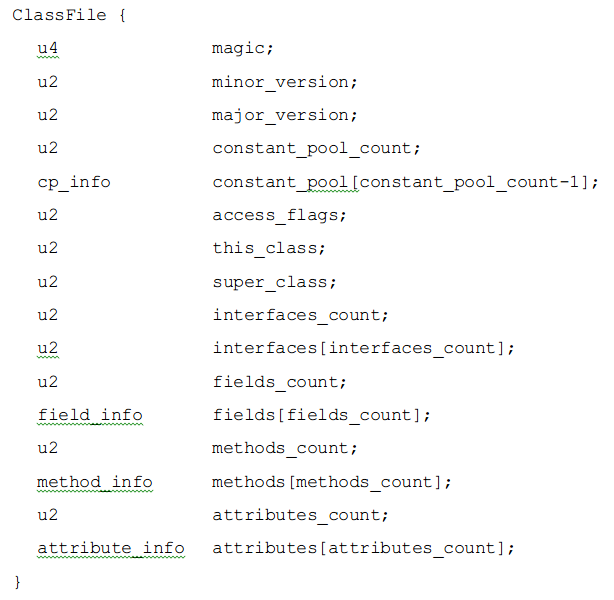 ClassFile {
u4 magic;
u2 minor_version;
u2 major_version;
u2 constant_pool_count;
cp_info constant_pool[constant_pool_count-1];
u2 access_flags;
u2 this_class;
u2 super_class;
u2 interfaces_count;
u2 interfaces[interfaces_count];
u2 fields_count;
field_info fields[fields_count];
u2 methods_count;
method_info methods[methods_count];
u2 attributes_count;
attribute_info attributes[attributes_count];
}